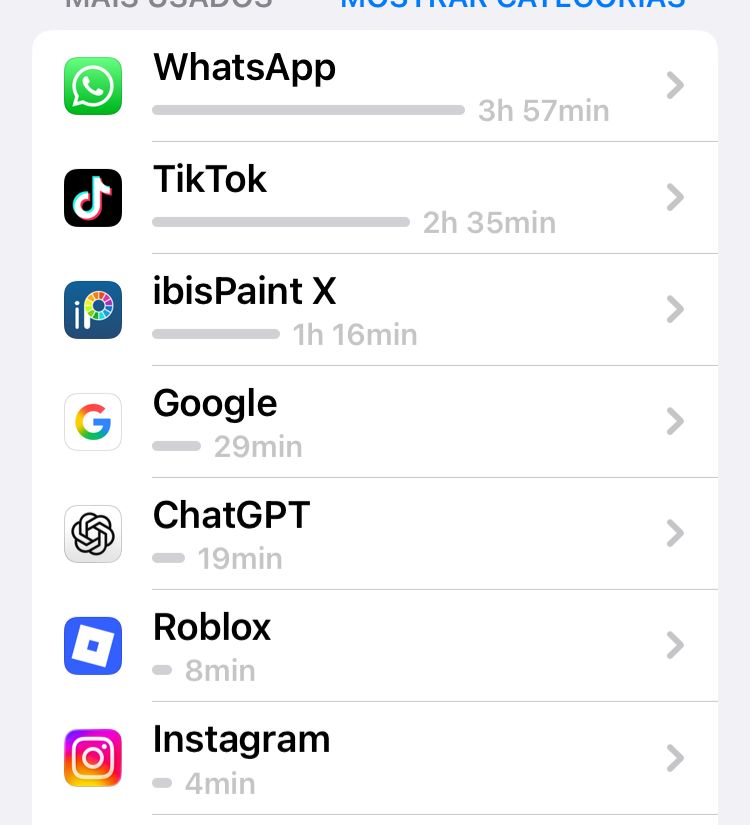 MAIS USADOS MOSTRAR CATEGORIAS
WhatsApp
3h 57min
TikTok
2h 35min
iP
ibisPaint X
1h 16min
Google
29min
ChatGPT
19min
Roblox
8min
Instagram
4min